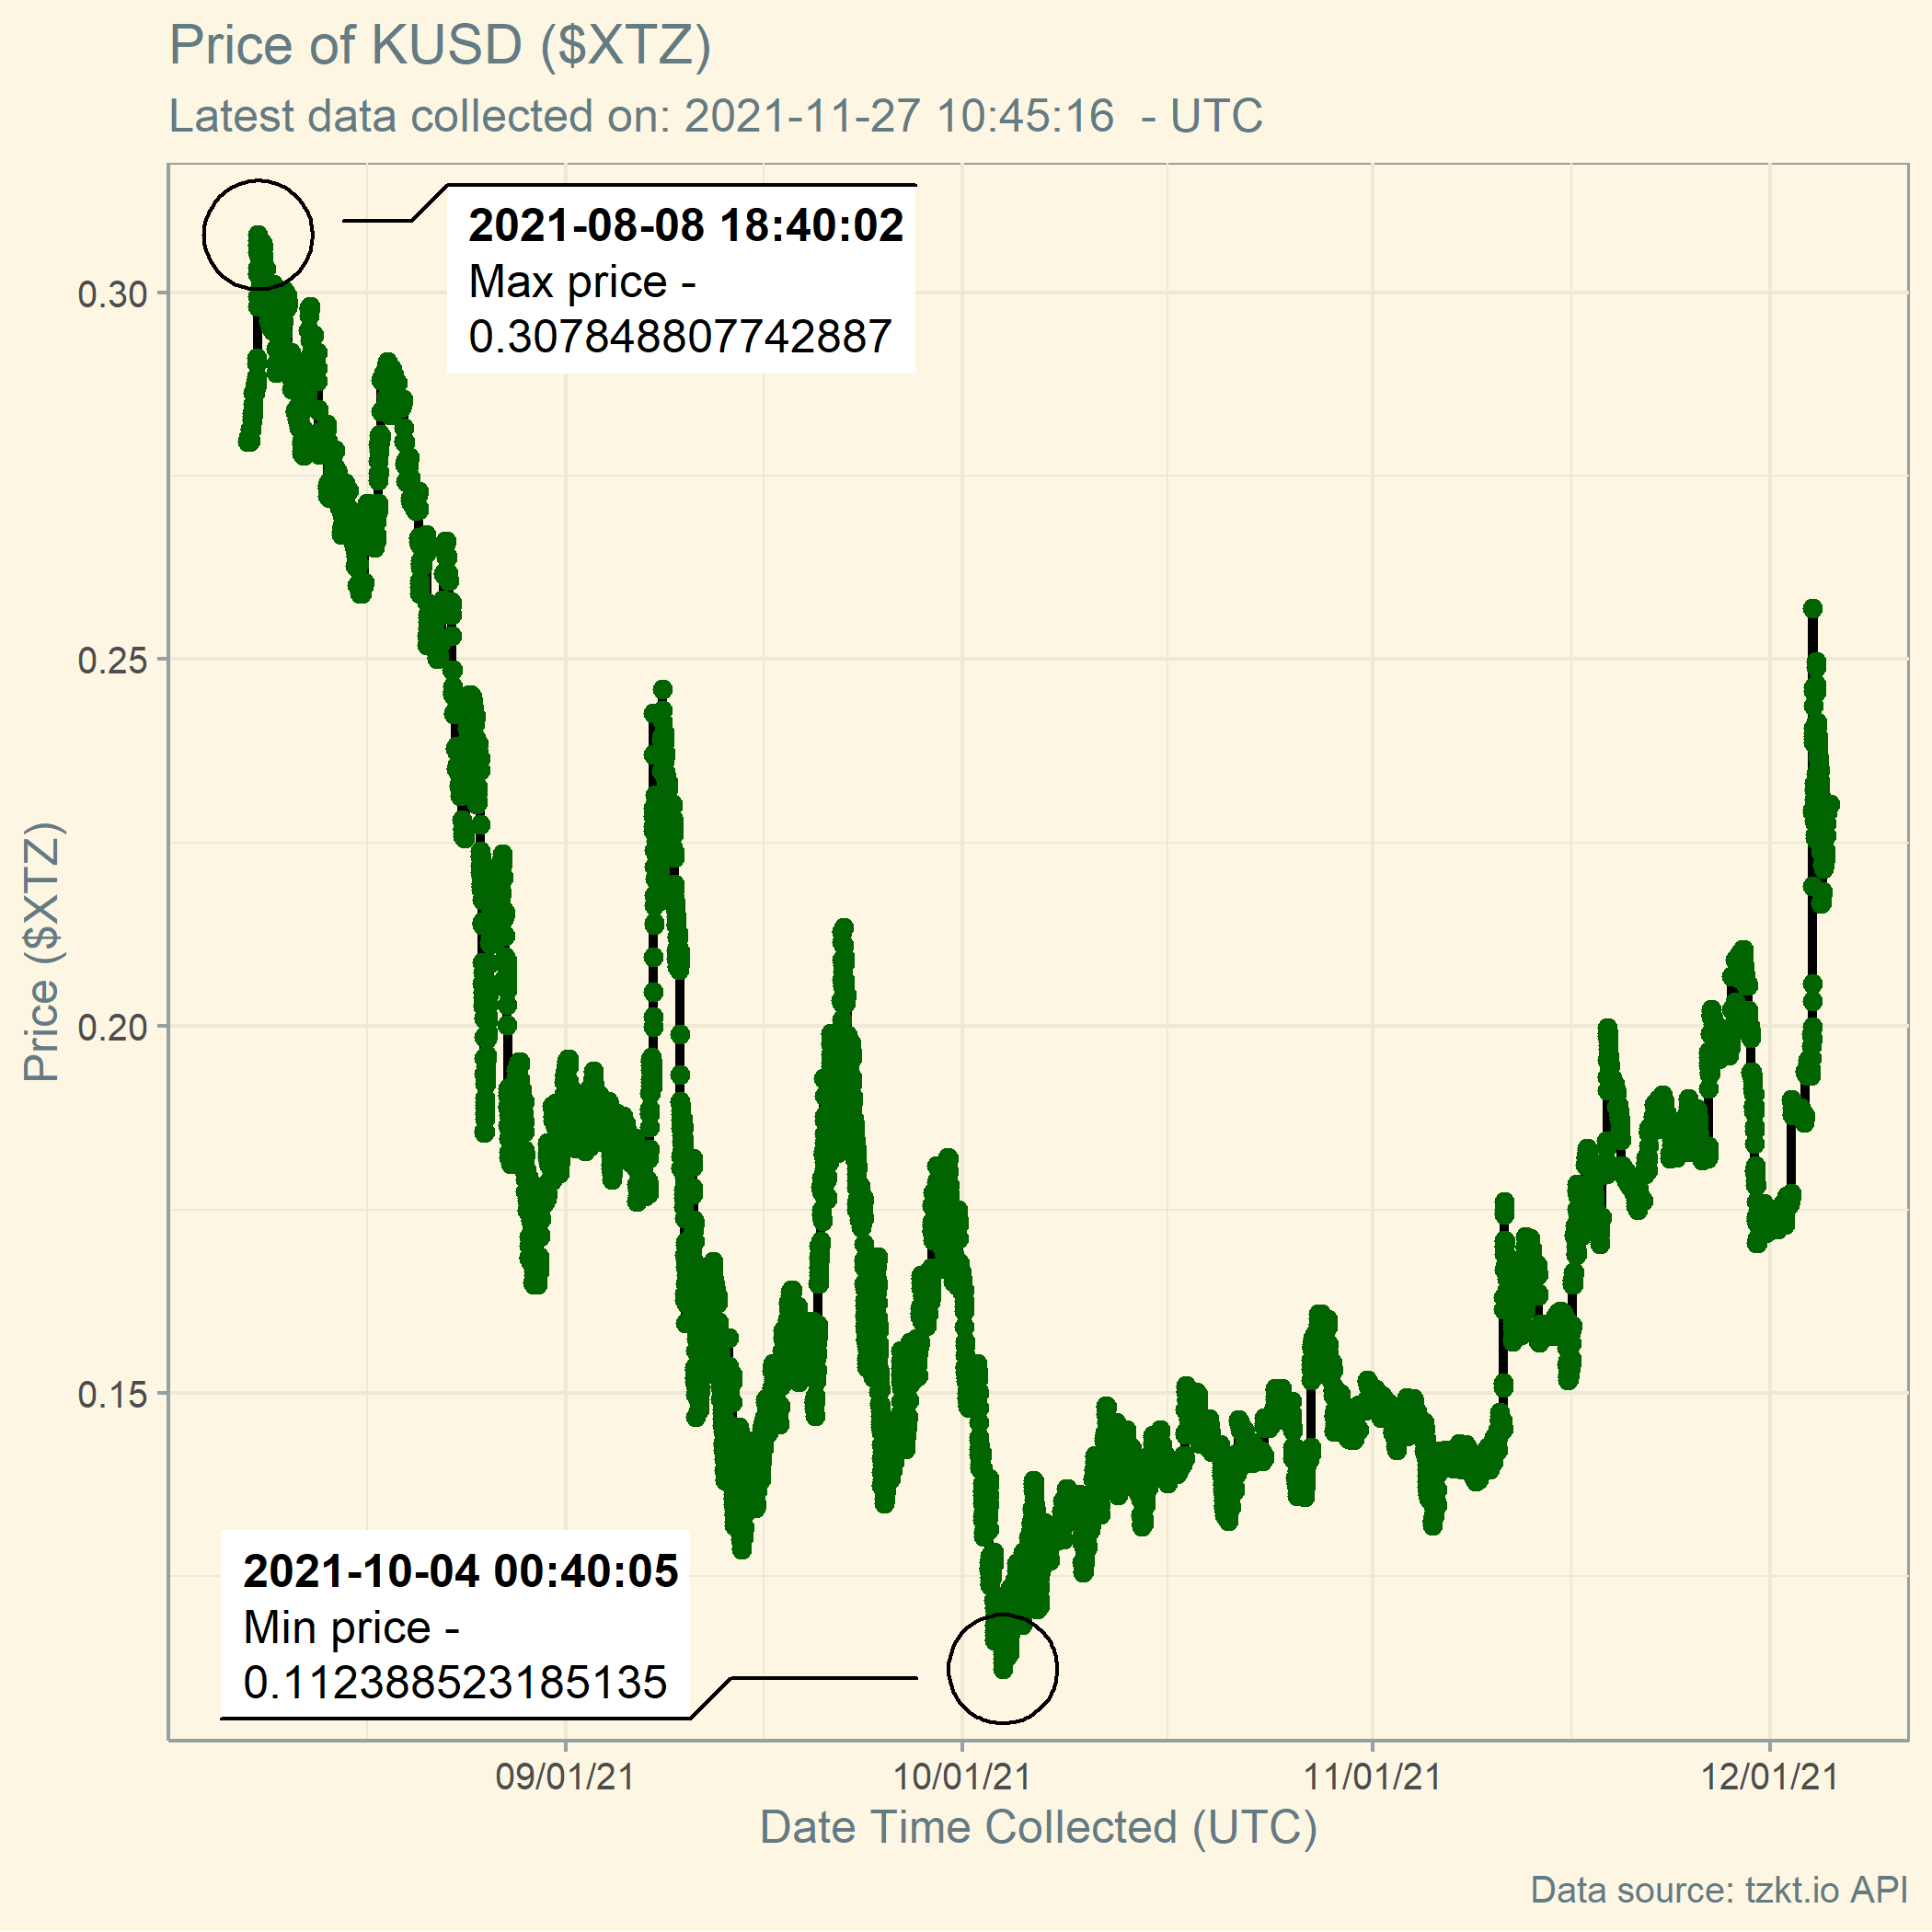 Price of KUSD ($XTZ)
Latest data collected on: 2021-11-27 10:45:16  - UTC
2021-08-08 18:40:02
Max price -
0.307848807742887
0.30
0.25
0.20
0.15
Price ($XTZ)
2021-10-04 00:40:05
Min price -
0.112388523185135
09/01/21
10/01/21
11/01/21
12/01/21
Date Time Collected (UTC)
Data source: tzkt.io API